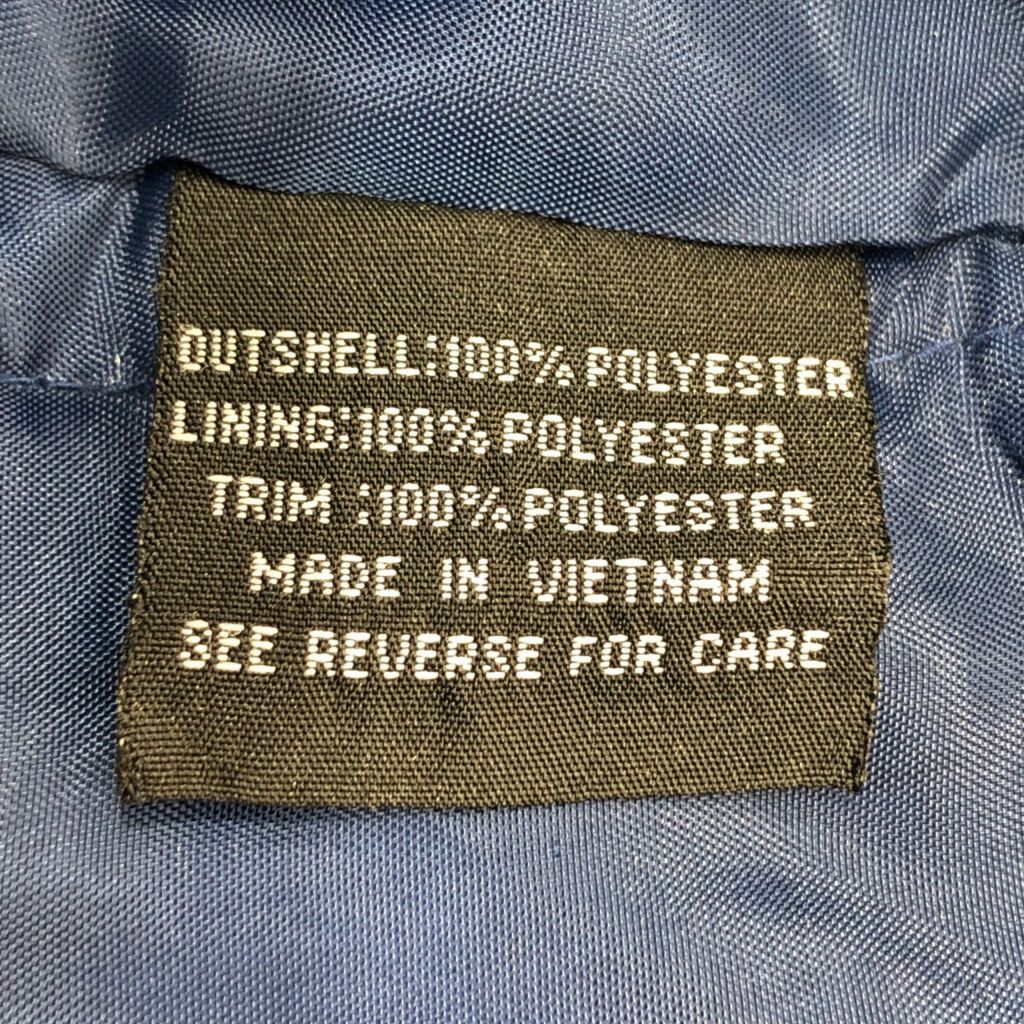 OUTSHELL:100% POLYESTER
LINING:100% POLYESTER
TRIM :100% POLYESTER
MADE IN VIETNAM
SEE REVERSE FOR CARE